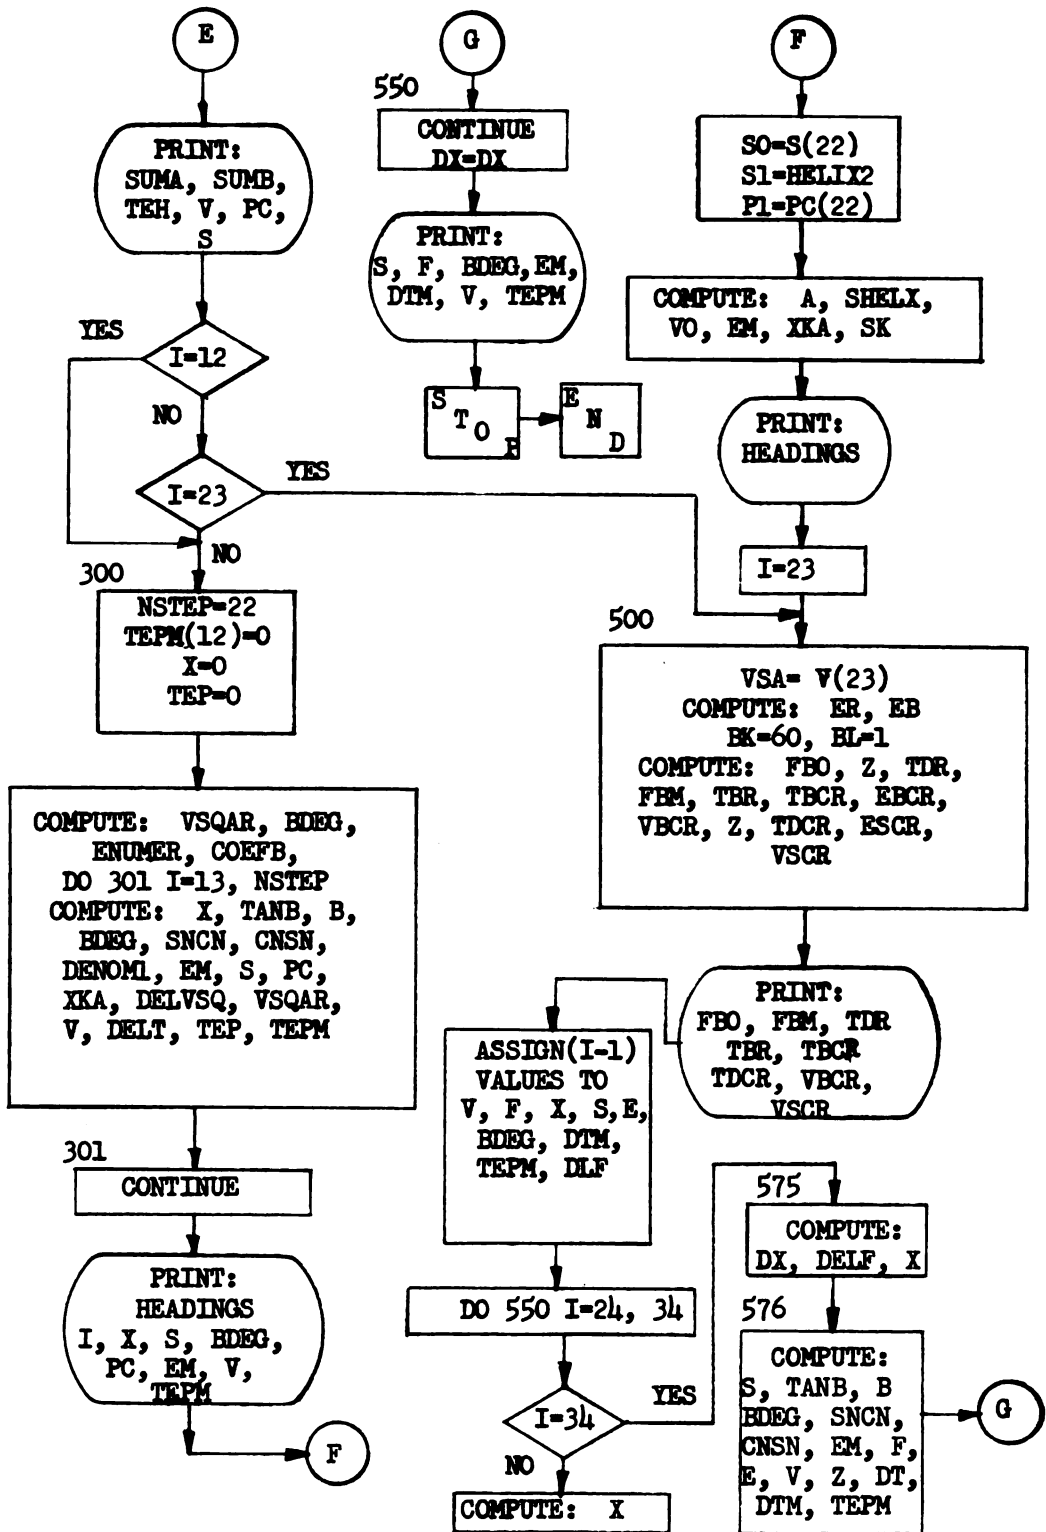 E
PRINT:
SUMA, SUMB,
TEH, V, PC,
S
YES
I=12
NO
I=23
YES
NO
300
NSTEP=22
TEPM(12)=0
X=0
TEP=0
COMPUTE: VSQAR, BDEG,
ENUMER, COEFB,
DO 301 I=13, NSTEP
COMPUTE: X, TANB, B,
BDEG, SNCN, CNSN,
DENOM1, EM, S, PC,
XKA, DELVSQ, VSQAR,
V, DELT, TEP, TEPM
301
CONTINUE
PRINT:
HEADINGS
I, X, S, BDEG,
PC, EM, V,
TEPM
F
G
550
CONTINUE
DX=DX
PRINT:
S, F, BDEG, EM,
DTM, V, TEPM
STOP
END
F
SO=S(22)
S1=HELIX2
P1=PC(22)
COMPUTE: A, SHELX,
VO, EM, XKA, SK
PRINT:
HEADINGS
I=23
500
VSA= V(23)
COMPUTE: ER, EB
BK=60, BL=1
COMPUTE: FBO, Z, TDR,
FBM, TBR, TBCR, EBCR,
VBCR, Z, TDCR, ESCR,
VSCR
PRINT:
FBO, FBM, TDR
TBR, TBCR
TDCR, VBCR,
VSCR
ASSIGN(I-1)
VALUES TO
V, F, X, S, E,
BDEG, DTM,
TEPM, DLF
DO 550 I=24, 34
I=34
YES
NO
COMPUTE: X
575
COMPUTE:
DX, DELF, X
576
COMPUTE:
S, TANB, B
BDEG, SNCN,
CNSN, EM, F,
E, V, Z, DT,
DTM, TEPM
G